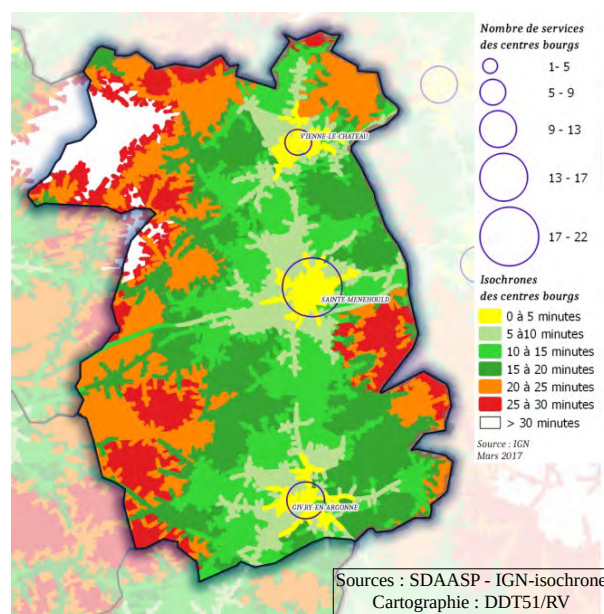 Nombre de services
des centres bourgs
1- 5
5 - 9
9 - 13
13 - 17
17 - 22
Isochrones
des centres bourgs
0 à 5 minutes
5 à10 minutes
10 à 15 minutes
15 à 20 minutes
20 à 25 minutes
25 à 30 minutes
> 30 minutes
Source : IGN
Mars 2017
VIENNE-LE-CHATEAU
SAINTE-MENEHOULD
GIVRY-EN-ARGONNE
Sources : SDAASP - IGN-isochrone
Cartographie : DDT51/RV